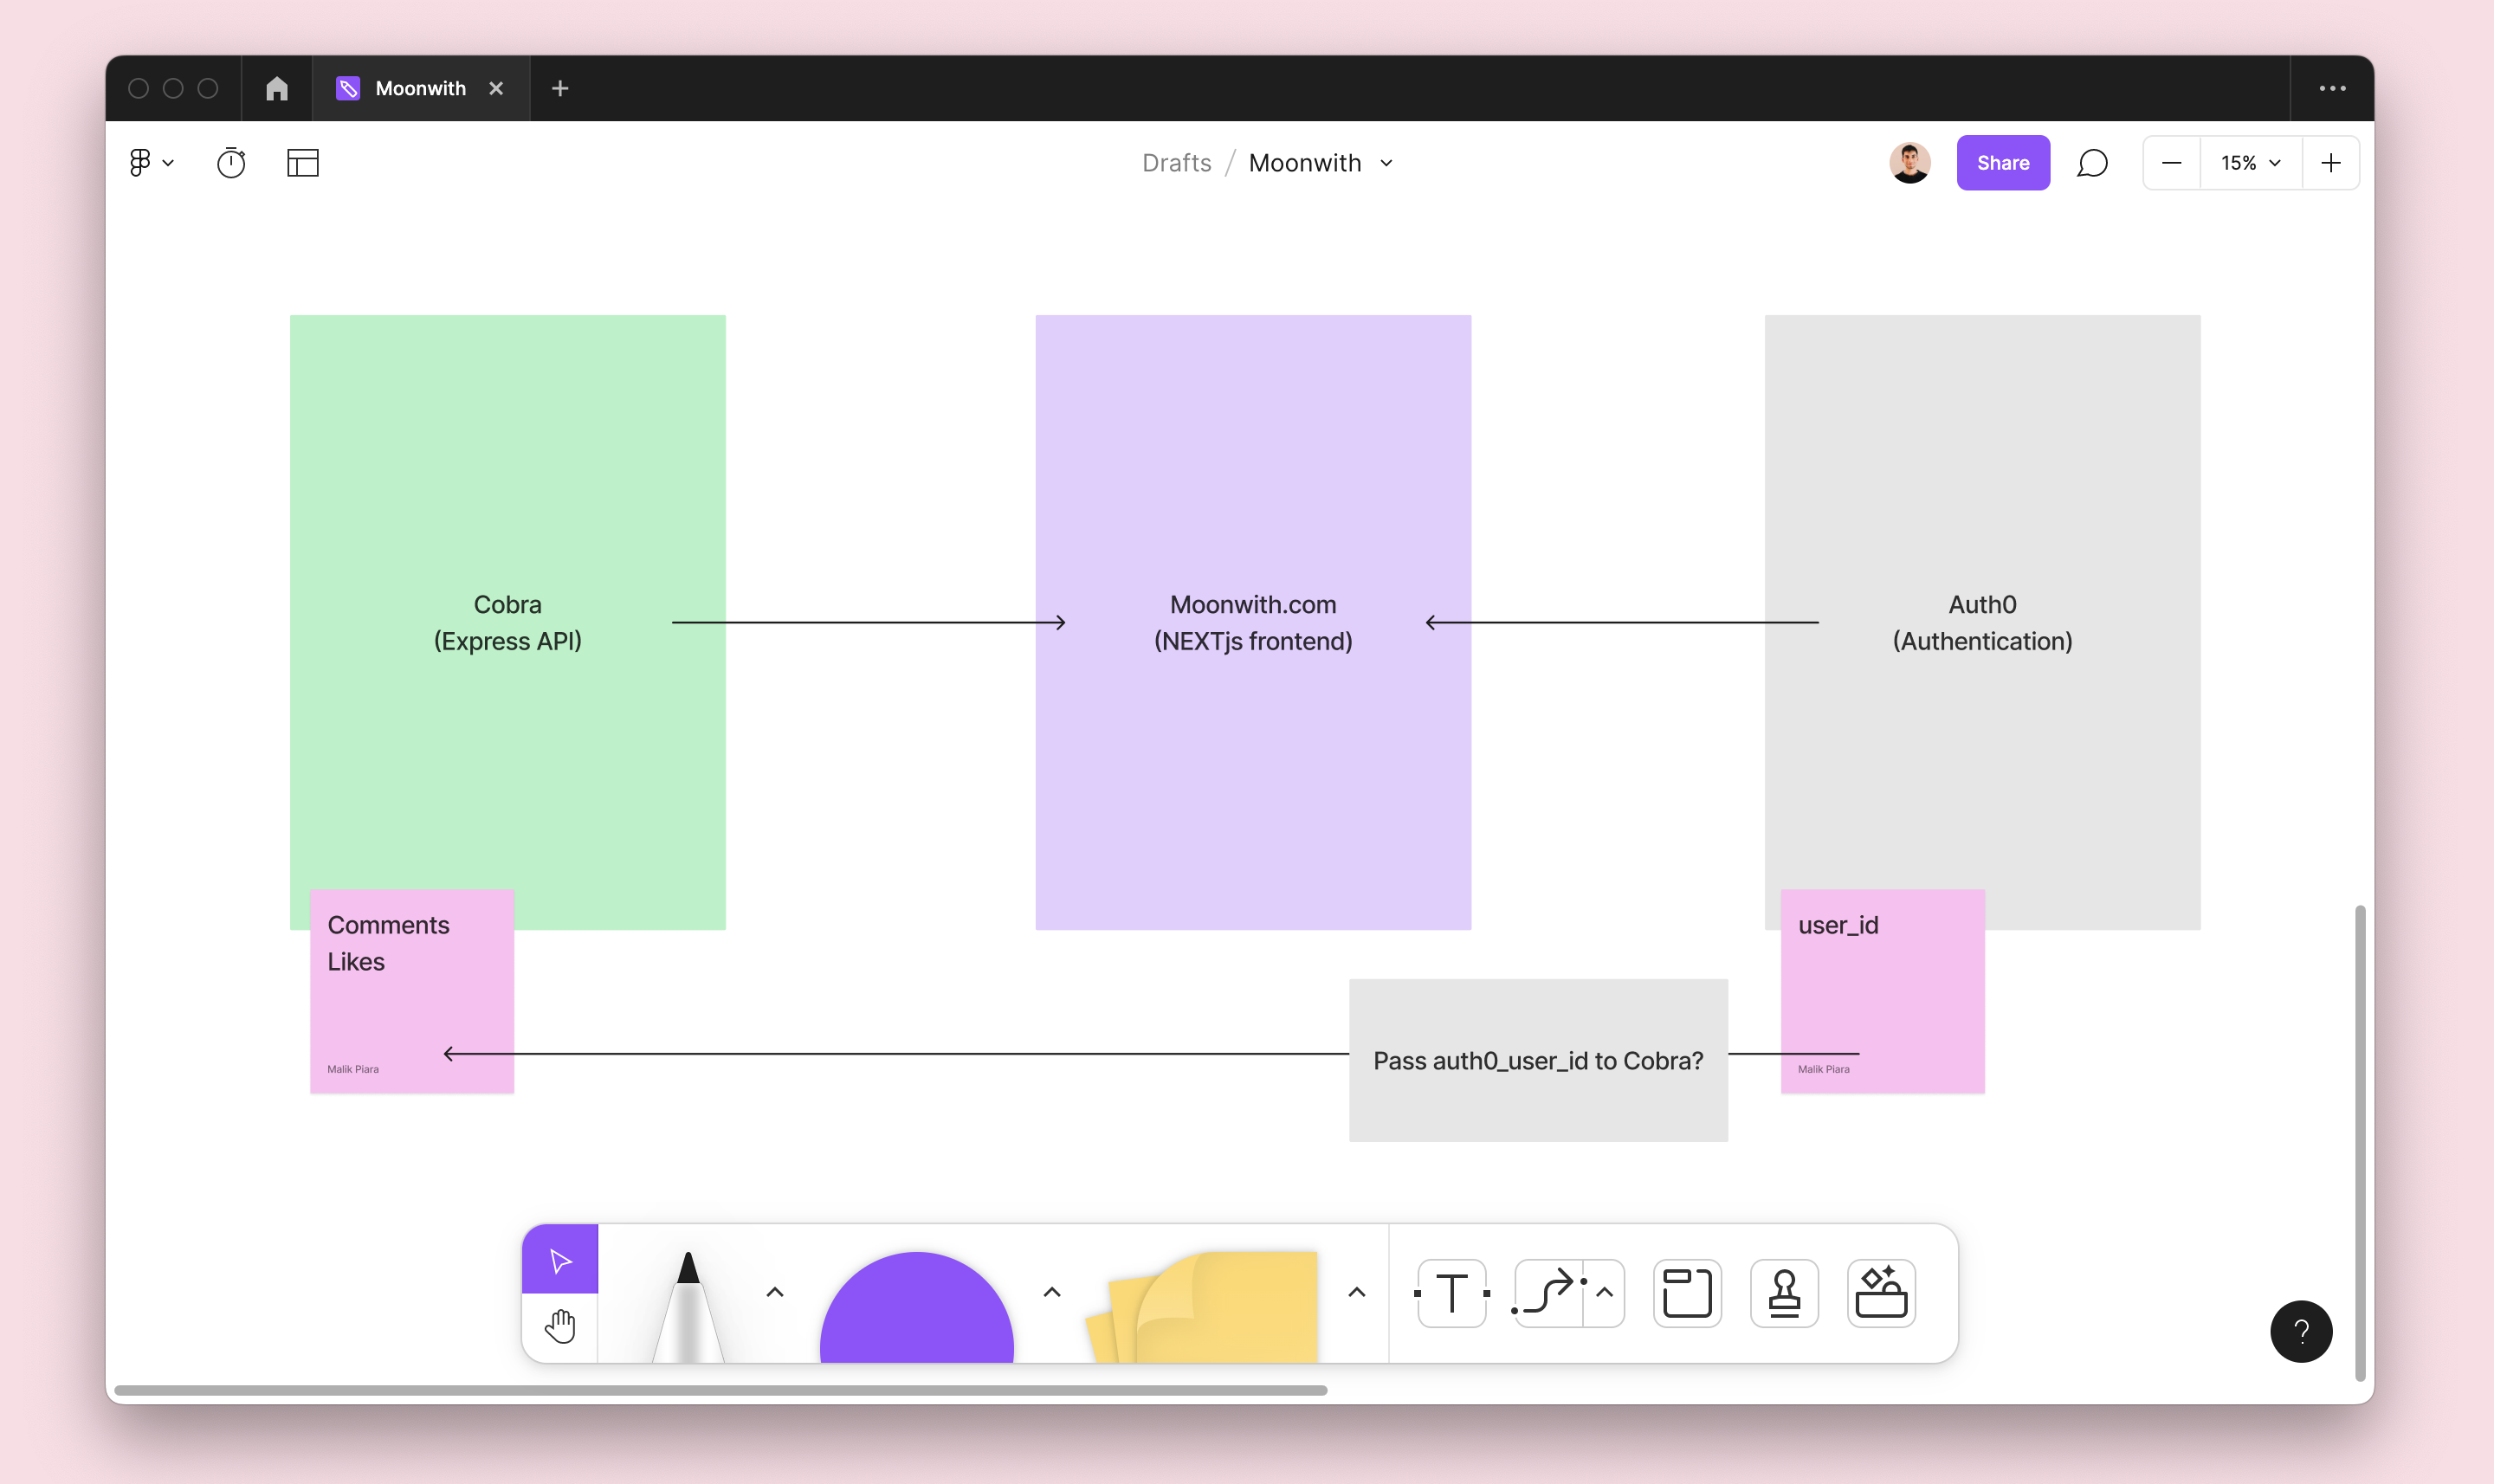 Moonwith
Drafts / Moonwith
Share
15%
Cobra
(Express API)
Moonwith.com
(NEXTjs frontend)
Auth0
(Authentication)
Comments
Likes
Malik Piara
Pass auth0_user_id to Cobra?
user_id
Malik Piara
T
?